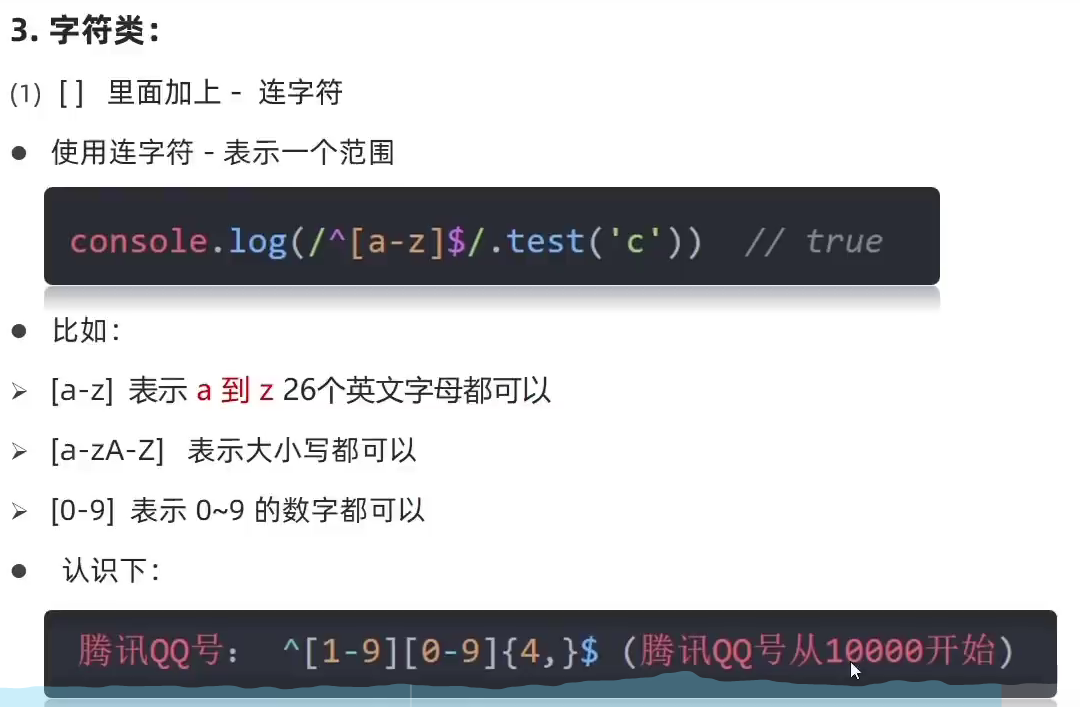 3. 字符类：
(1) [ ] 里面加上 - 连字符
● 使用连字符 - 表示一个范围
console.log(/^[a-z]$/.test('c')) // true
● 比如：
➢ [a-z] 表示 a 到 z 26个英文字母都可以
➢ [a-zA-Z] 表示大小写都可以
➢ [0-9] 表示 0~9 的数字都可以
● 认识下：
腾讯QQ号： ^[1-9][0-9]{4,}$ (腾讯QQ号从10000开始)